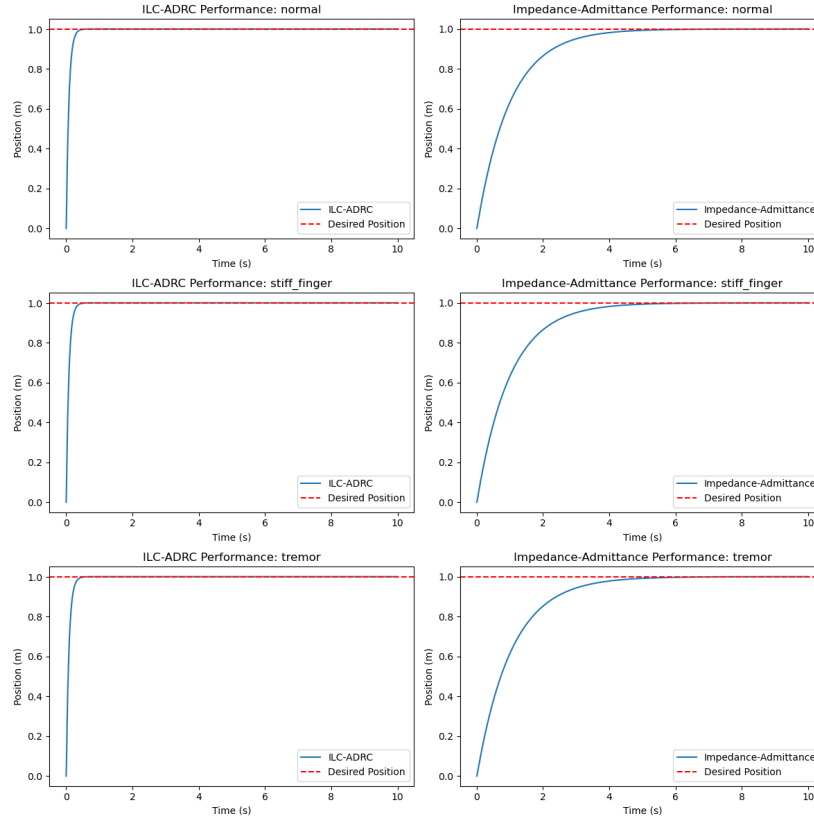 ILC-ADRC Performance: normal
Position (m)
1.0
0.8
0.6
0.4
0.2
0.0
ILC-ADRC
Desired Position
0 2 4 6 8 10
Time (s)
Impedance-Admittance Performance: normal
Position (m)
1.0
0.8
0.6
0.4
0.2
0.0
Impedance-Admittance
Desired Position
0 2 4 6 8 10
Time (s)
ILC-ADRC Performance: stiff_finger
Position (m)
1.0
0.8
0.6
0.4
0.2
0.0
ILC-ADRC
Desired Position
0 2 4 6 8 10
Time (s)
Impedance-Admittance Performance: stiff_finger
Position (m)
1.0
0.8
0.6
0.4
0.2
0.0
Impedance-Admittance
Desired Position
0 2 4 6 8 10
Time (s)
ILC-ADRC Performance: tremor
Position (m)
1.0
0.8
0.6
0.4
0.2
0.0
ILC-ADRC
Desired Position
0 2 4 6 8 10
Time (s)
Impedance-Admittance Performance: tremor
Position (m)
1.0
0.8
0.6
0.4
0.2
0.0
Impedance-Admittance
Desired Position
0 2 4 6 8 10
Time (s)